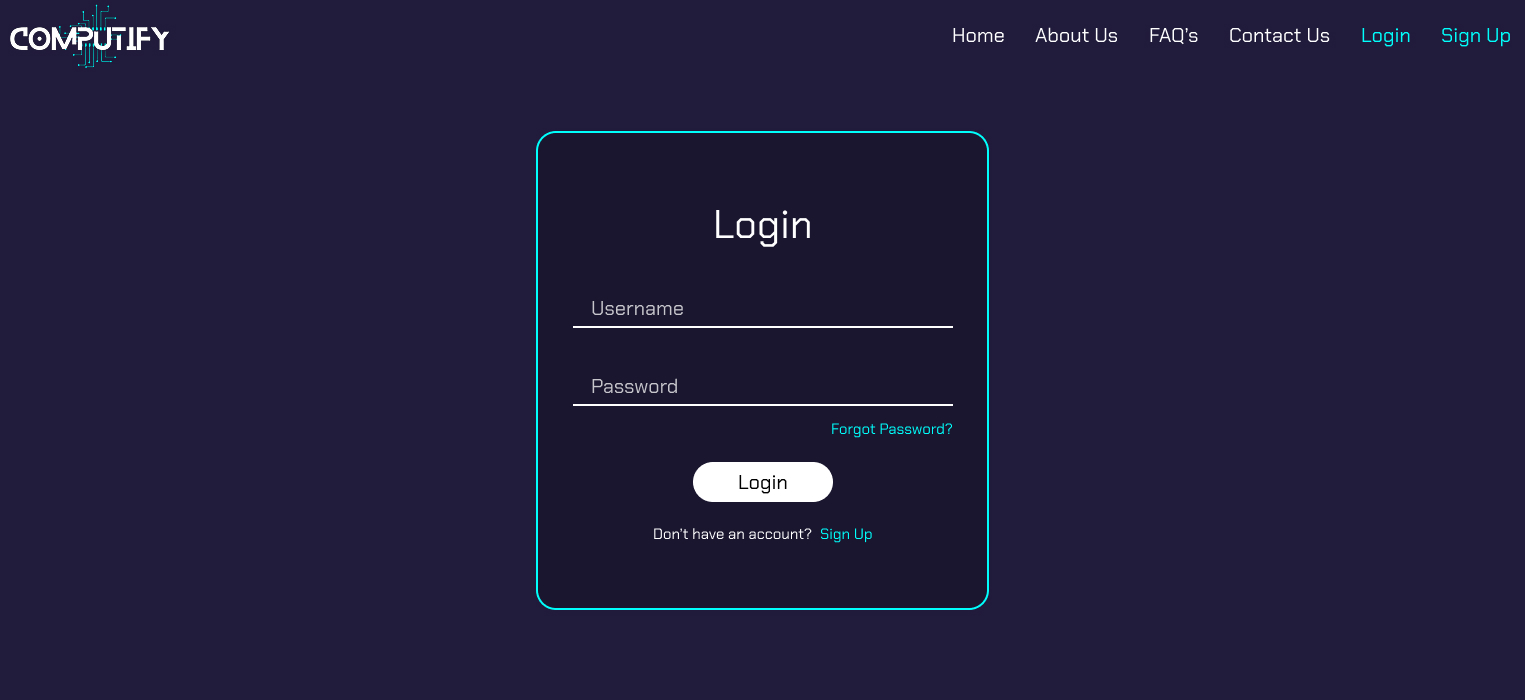 COMPUTIFY
Home About Us FAQ's Contact Us Login Sign Up
Login
Username
Password
Forgot Password?
Login
Don't have an account? Sign Up